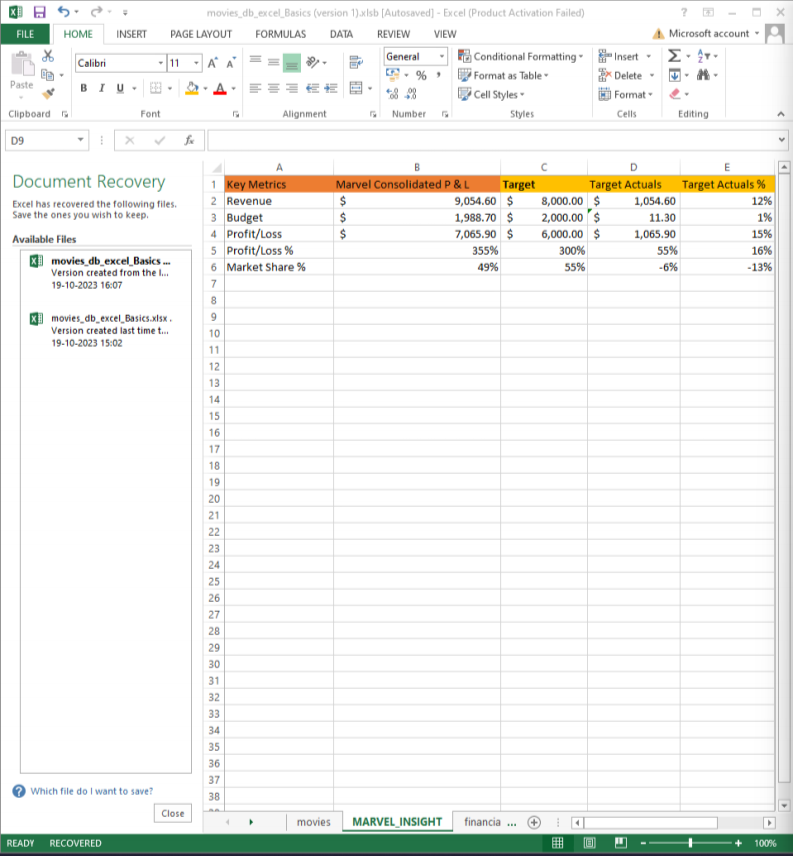 movies_db_excel_Basics (version 1).xlsb [Autosaved] - Excel (Product Activation Failed)
FILE HOME INSERT PAGE LAYOUT FORMULAS DATA REVIEW VIEW Microsoft account
Paste
Calibri 11
General
B I U
A
% ,
Conditional Formatting
Format as Table
Cell Styles
Insert
Delete
Format
Clipboard Font Alignment Number Styles Cells Editing
D9 fx
Document Recovery
Excel has recovered the following files.
Save the ones you wish to keep.
Available Files
movies_db_excel_Basics ...
Version created from the l...
19-10-2023 16:07
movies_db_excel_Basics.xlsx .
Version created last time t...
19-10-2023 15:02
Which file do I want to save?
Close
A B C D E
1 Key Metrics Marvel Consolidated P & L Target Target Actuals Target Actuals %
2 Revenue $ 9,054.60 $ 8,000.00 $ 1,054.60 12%
3 Budget $ 1,988.70 $ 2,000.00 $ 11.30 1%
4 Profit/Loss $ 7,065.90 $ 6,000.00 $ 1,065.90 15%
5 Profit/Loss % 355% 300% 55% 16%
6 Market Share % 49% 55% -6% -13%
7
8
9
10
11
12
13
14
15
16
17
18
19
20
21
22
23
24
25
26
27
28
29
30
31
32
33
34
35
36
37
38
movies MARVEL_INSIGHT financia ...
READY RECOVERED 100%